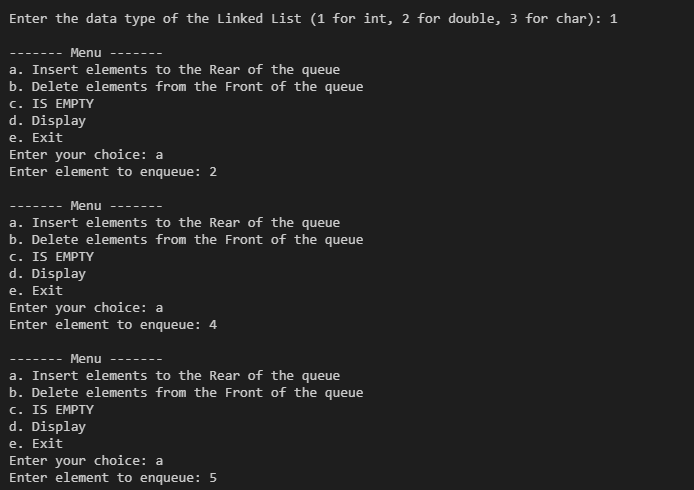 Enter the data type of the Linked List (1 for int, 2 for double, 3 for char): 1
------- Menu -------
a. Insert elements to the Rear of the queue
b. Delete elements from the Front of the queue
c. IS EMPTY
d. Display
e. Exit
Enter your choice: a
Enter element to enqueue: 2
------- Menu -------
a. Insert elements to the Rear of the queue
b. Delete elements from the Front of the queue
c. IS EMPTY
d. Display
e. Exit
Enter your choice: a
Enter element to enqueue: 4
------- Menu -------
a. Insert elements to the Rear of the queue
b. Delete elements from the Front of the queue
c. IS EMPTY
d. Display
e. Exit
Enter your choice: a
Enter element to enqueue: 5